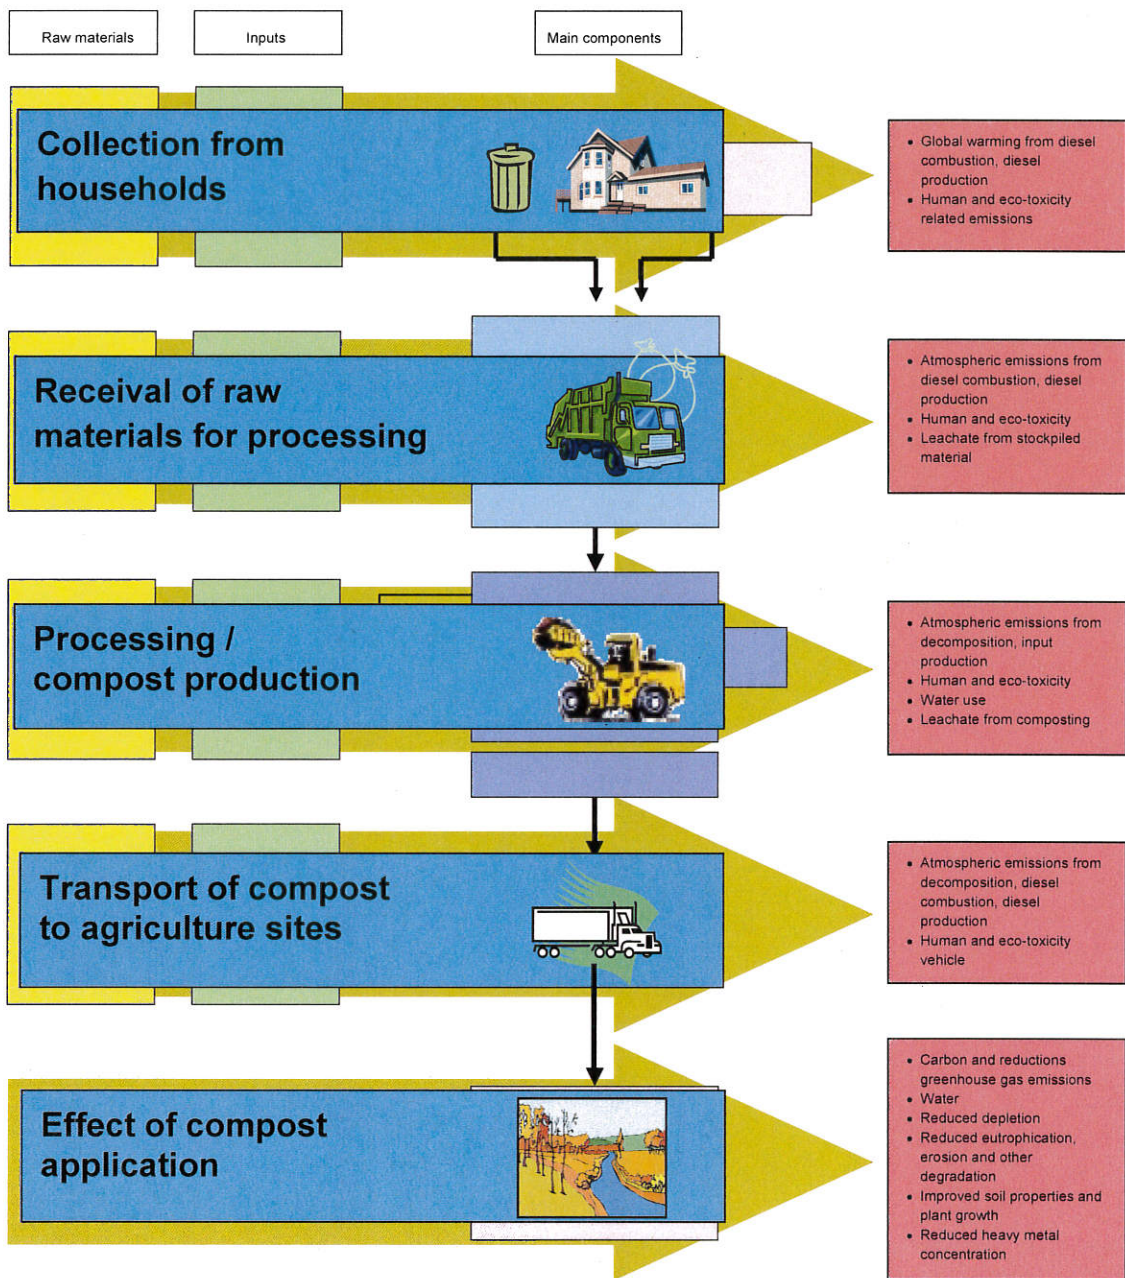 Raw materials
Inputs
Main components
Collection from
households
• Global warming from diesel
combustion, diesel
production
• Human and eco-toxicity
related emissions
Receival of raw
materials for processing
• Atmospheric emissions from
diesel combustion, diesel
production
• Human and eco-toxicity
• Leachate from stockpiled
material
Processing /
compost production
• Atmospheric emissions from
decomposition, input
production
• Human and eco-toxicity
• Water use
• Leachate from composting
Transport of compost
to agriculture sites
• Atmospheric emissions from
decomposition, diesel
combustion, diesel
production
• Human and eco-toxicity
vehicle
Effect of compost
application
• Carbon and reductions
greenhouse gas emissions
• Water
• Reduced depletion
• Reduced eutrophication,
erosion and other
degradation
• Improved soil properties and
plant growth
• Reduced heavy metal
concentration